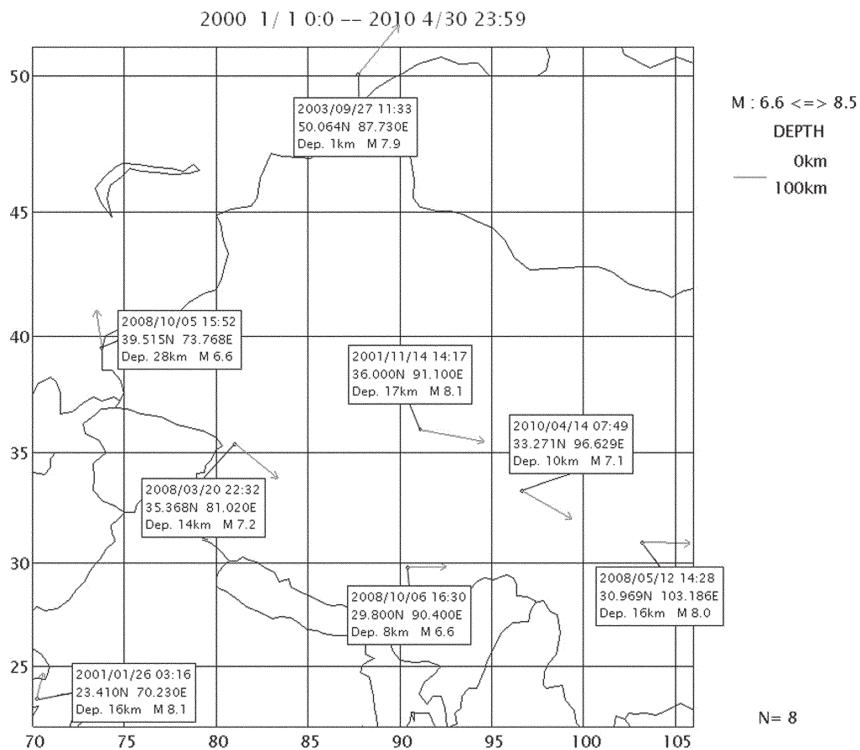 2000 1/ 1 0:0 -- 2010 4/30 23:59
50
2003/09/27 11:33
50.064N 87.730E
Dep. 1km M 7.9
M : 6.6 <=> 8.5
DEPTH
0km
100km
45
2008/10/05 15:52
39.515N 73.768E
Dep. 28km M 6.6
40
2001/11/14 14:17
36.000N 91.100E
Dep. 17km M 8.1
2010/04/14 07:49
33.271N 96.629E
Dep. 10km M 7.1
35
2008/03/20 22:32
35.368N 81.020E
Dep. 14km M 7.2
30
2008/05/12 14:28
30.969N 103.186E
Dep. 16km M 8.0
2008/10/06 16:30
29.800N 90.400E
Dep. 8km M 6.6
25
2001/01/26 03:16
23.410N 70.230E
Dep. 16km M 8.1
N= 8
70 75 80 85 90 95 100 105